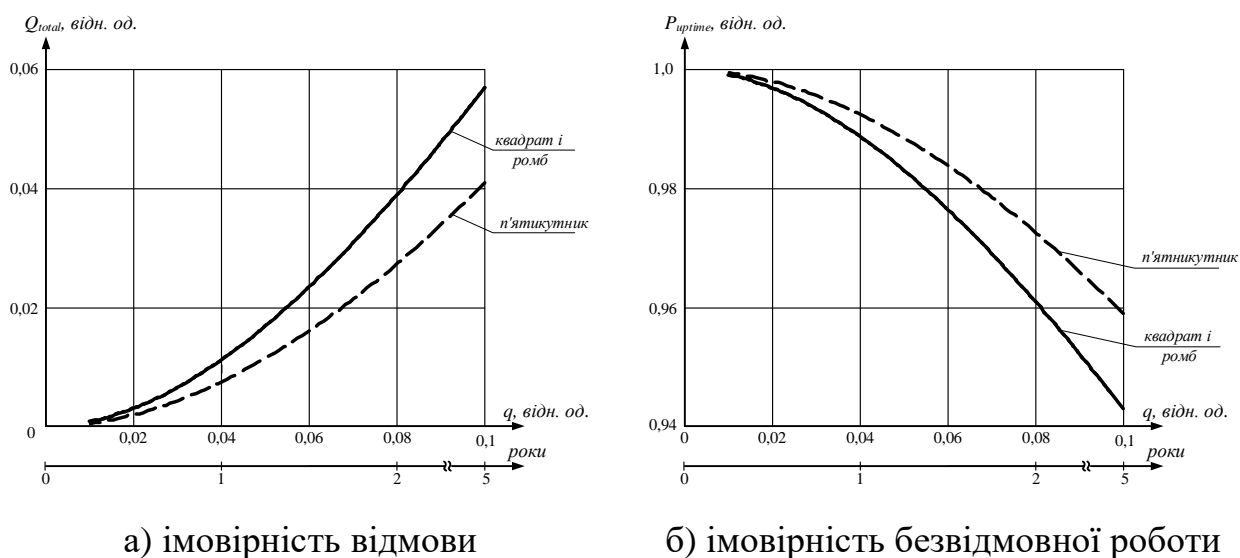 Q_total, відн. од.
0,06
0,04
0,02
0
квадрат і
ромб
п'ятикутник
q, відн. од.
0,02 0,04 0,06 0,08 0,1
роки
0 1 2 5
а) імовірність відмови
P_uptime, відн. од.
1,0
0,98
0,96
0,94
п'ятникутник
квадрат і
ромб
q, відн. од.
0 0,02 0,04 0,06 0,08 0,1
роки
0 1 2 5
б) імовірність безвідмовної роботи